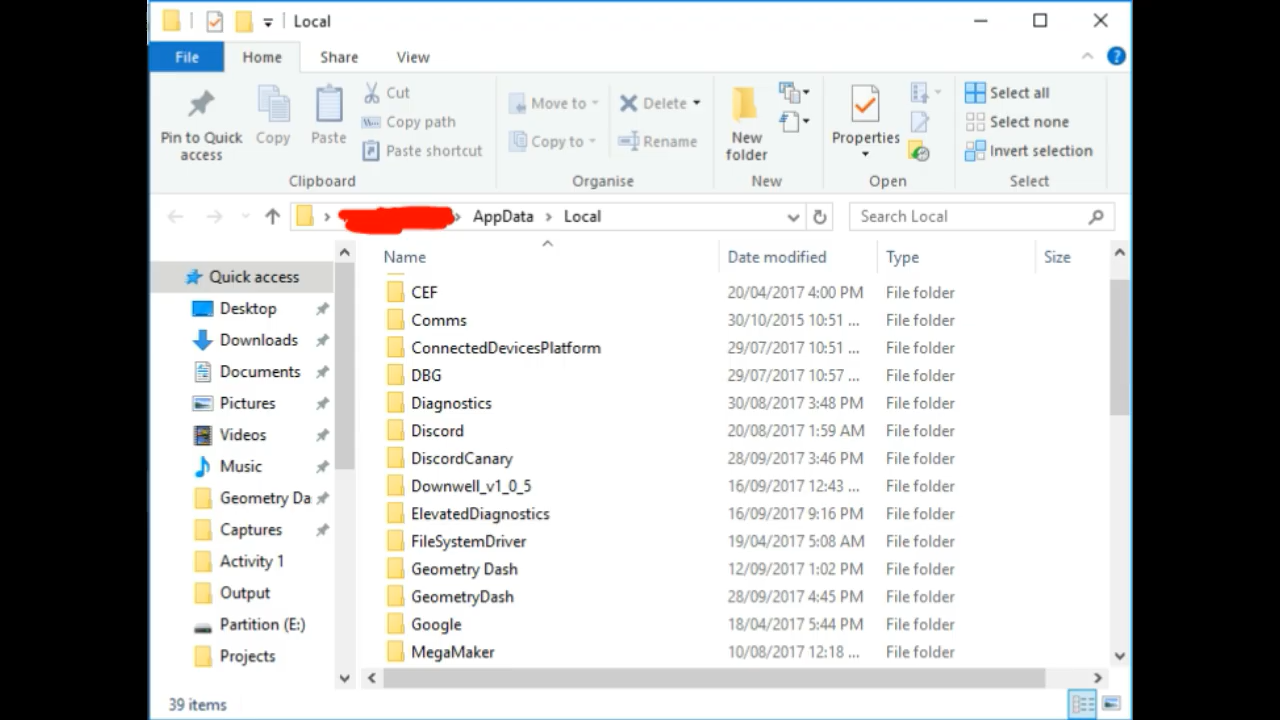 Local
File Home Share View
Pin to Quick access
Copy
Paste
Cut
Copy path
Paste shortcut
Clipboard
Move to
Copy to
Delete
Rename
Organise
New folder
New
Properties
Open
Select all
Select none
Invert selection
Select
AppData Local
Search Local
Quick access
Desktop
Downloads
Documents
Pictures
Videos
Music
Geometry Da
Captures
Activity 1
Output
Partition (E:)
Projects
Name Date modified Type Size
CEF 20/04/2017 4:00 PM File folder
Comms 30/10/2015 10:51 ... File folder
ConnectedDevicesPlatform 29/07/2017 10:51 ... File folder
DBG 29/07/2017 10:57 ... File folder
Diagnostics 30/08/2017 3:48 PM File folder
Discord 20/08/2017 1:59 AM File folder
DiscordCanary 28/09/2017 3:46 PM File folder
Downwell_v1_0_5 16/09/2017 12:43 ... File folder
ElevatedDiagnostics 16/09/2017 9:16 PM File folder
FileSystemDriver 19/04/2017 5:08 AM File folder
Geometry Dash 12/09/2017 1:02 PM File folder
GeometryDash 28/09/2017 4:45 PM File folder
Google 18/04/2017 5:44 PM File folder
MegaMaker 10/08/2017 12:18 ... File folder
39 items